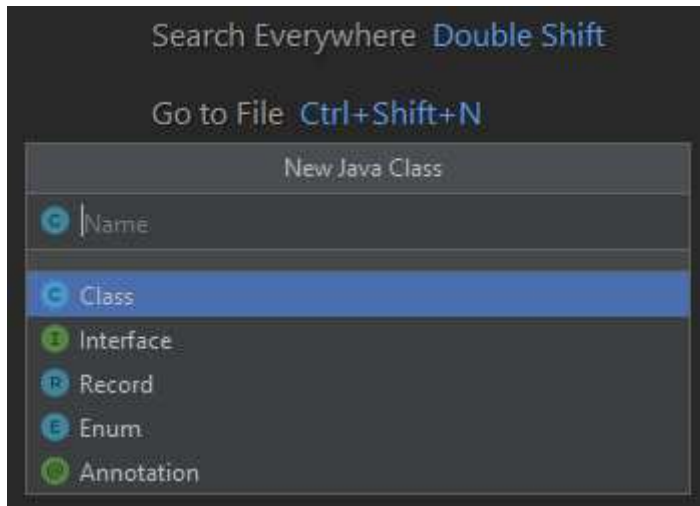 Search Everywhere Double Shift
Go to File Ctrl+Shift+N
New Java Class
C Name
C Class
I Interface
R Record
E Enum
@ Annotation